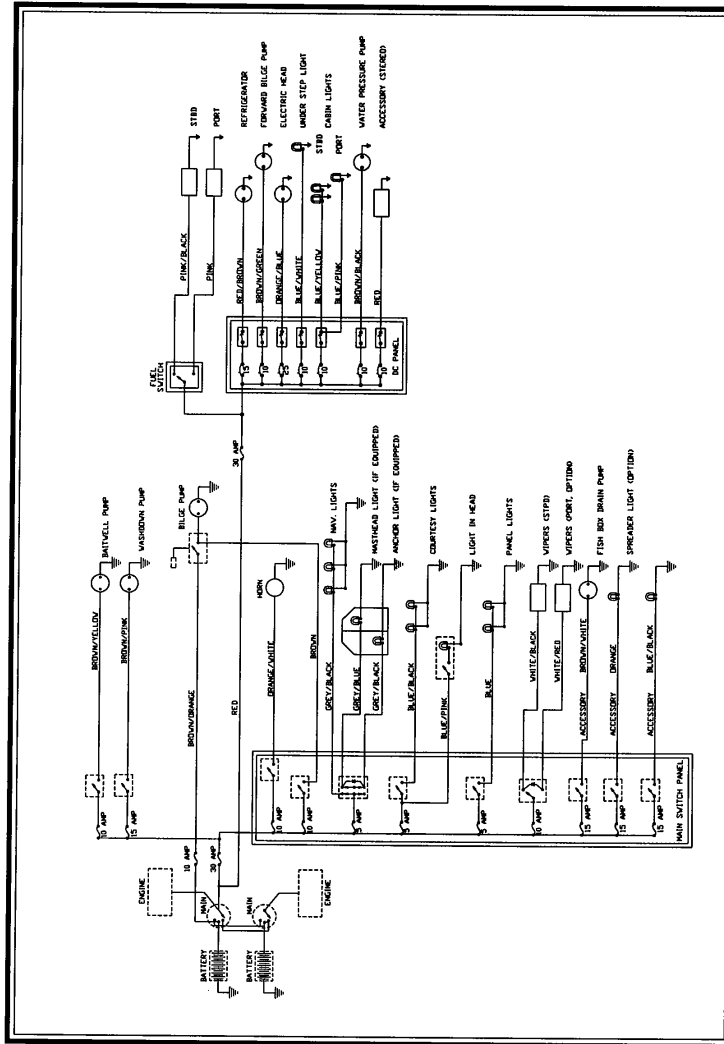 10 AMP
BROWN/YELLOW
BAITWELL PUMP
15 AMP
BROWN/PINK
WASHDOWN PUMP
ENGINE
BATTERY
MAIN
10 AMP
30 AMP
BROWN/ORANGE
BILGE PUMP
RED
30 AMP
BATTERY
MAIN
ENGINE
FUEL
SWITCH
PINK/BLACK
STBD
PINK
PORT
15
RED/BROWN
REFRIGERATOR
10
BROWN/GREEN
FORWARD BILGE PUMP
25
ORANGE/BLUE
ELECTRIC HEAD
10
BLUE/WHITE
UNDER STEP LIGHT
10
BLUE/YELLOW
STBD
CABIN LIGHTS
BLUE/PINK
PORT
10
BROWN/BLACK
WATER PRESSURE PUMP
10
RED
ACCESSORY (STEREO)
DC PANEL
10 AMP
ORANGE/WHITE
HORN
10 AMP
BROWN
GREY/BLACK
NAV. LIGHTS
5 AMP
GREY/BLUE
MASTHEAD LIGHT (IF EQUIPPED)
GREY/BLACK
ANCHOR LIGHT (IF EQUIPPED)
5 AMP
BLUE/BLACK
COURTESY LIGHTS
BLUE/PINK
LIGHT IN HEAD
5 AMP
BLUE
PANEL LIGHTS
10 AMP
WHITE/BLACK
WIPERS (STPD)
WHITE/RED
WIPERS (PORT, OPTION)
15 AMP
ACCESSORY
BROWN/WHITE
FISH BOX DRAIN PUMP
15 AMP
ACCESSORY
ORANGE
SPREADER LIGHT (OPTION)
15 AMP
ACCESSORY
BLUE/BLACK
MAIN SWITCH PANEL